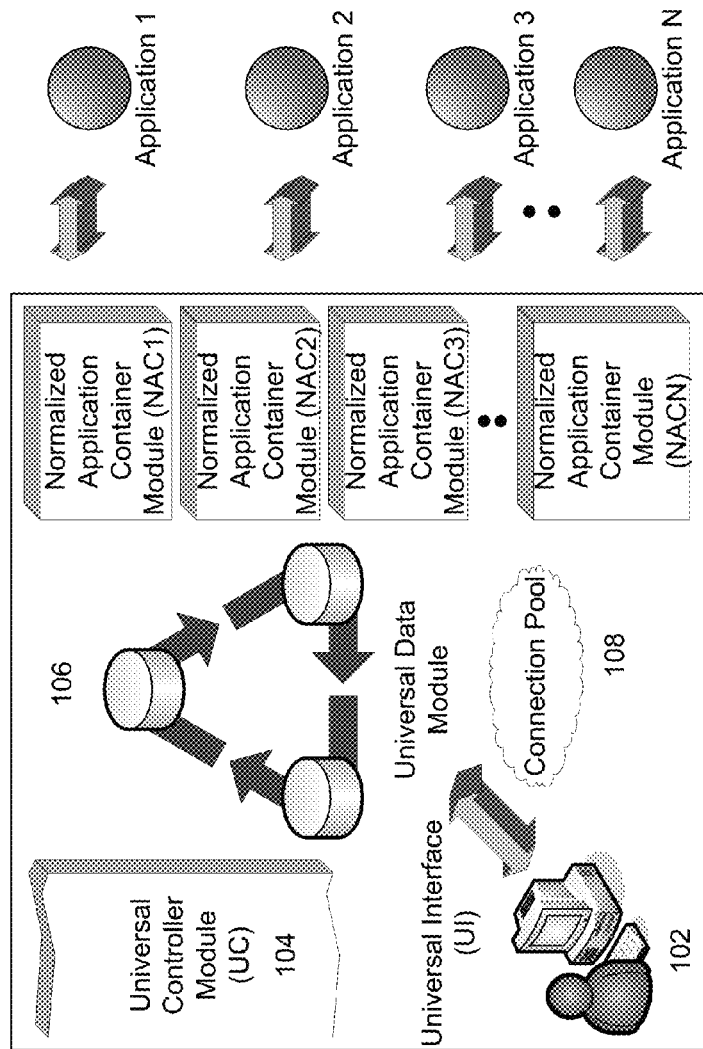 Universal
Controller
Module
(UC)
104
106
Universal Data
Module
Universal Interface
(UI)
102
Connection Pool
108
Normalized
Application
Container
Module (NAC1)
Normalized
Application
Container
Module (NAC2)
Normalized
Application
Container
Module (NAC3)
Normalized
Application
Container
Module
(NACN)
Application 1
Application 2
Application 3
Application N